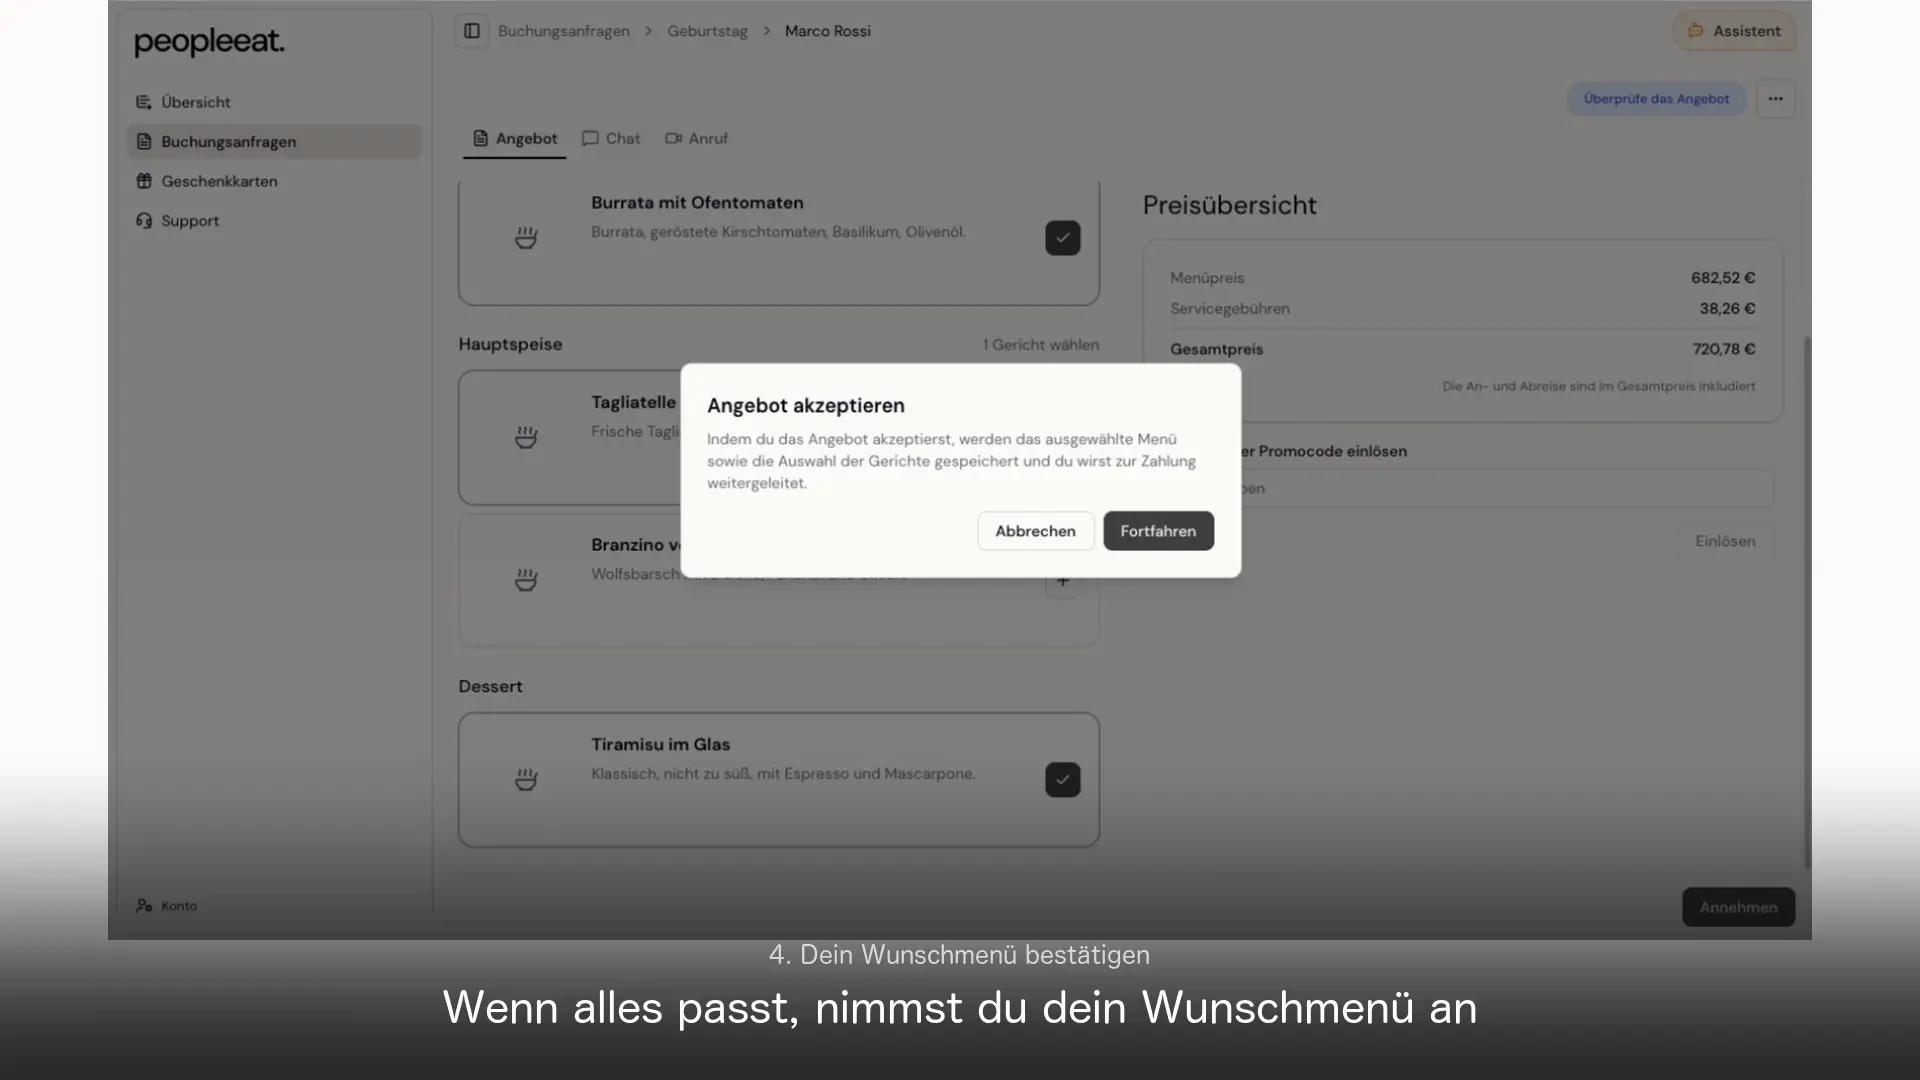 peopleeat.
Übersicht
Buchungsanfragen
Geschenkkarten
Support
Konto
Buchungsanfragen > Geburtstag > Marco Rossi
Assistent
Überprüfe das Angebot
Angebot
Chat
Anruf
Burrata mit Ofentomaten
Burrata, geröstete Kirschtomaten, Basilikum, Olivenöl.
Hauptspeise
1 Gericht wählen
Tagliatelle
Frische Tagli
Branzino v
Wolfsbarsch
Dessert
Tiramisu im Glas
Klassisch, nicht zu süß, mit Espresso und Mascarpone.
Preisübersicht
Menüpreis 682,52 €
Servicegebühren 38,26 €
Gesamtpreis 720,78 €
Die An- und Abreise sind im Gesamtpreis inkludiert
er Promocode einlösen
ben
Einlösen
Angebot akzeptieren
Indem du das Angebot akzeptierst, werden das ausgewählte Menü
sowie die Auswahl der Gerichte gespeichert und du wirst zur Zahlung
weitergeleitet.
Abbrechen
Fortfahren
Annehmen
4. Dein Wunschmenü bestätigen
Wenn alles passt, nimmst du dein Wunschmenü an